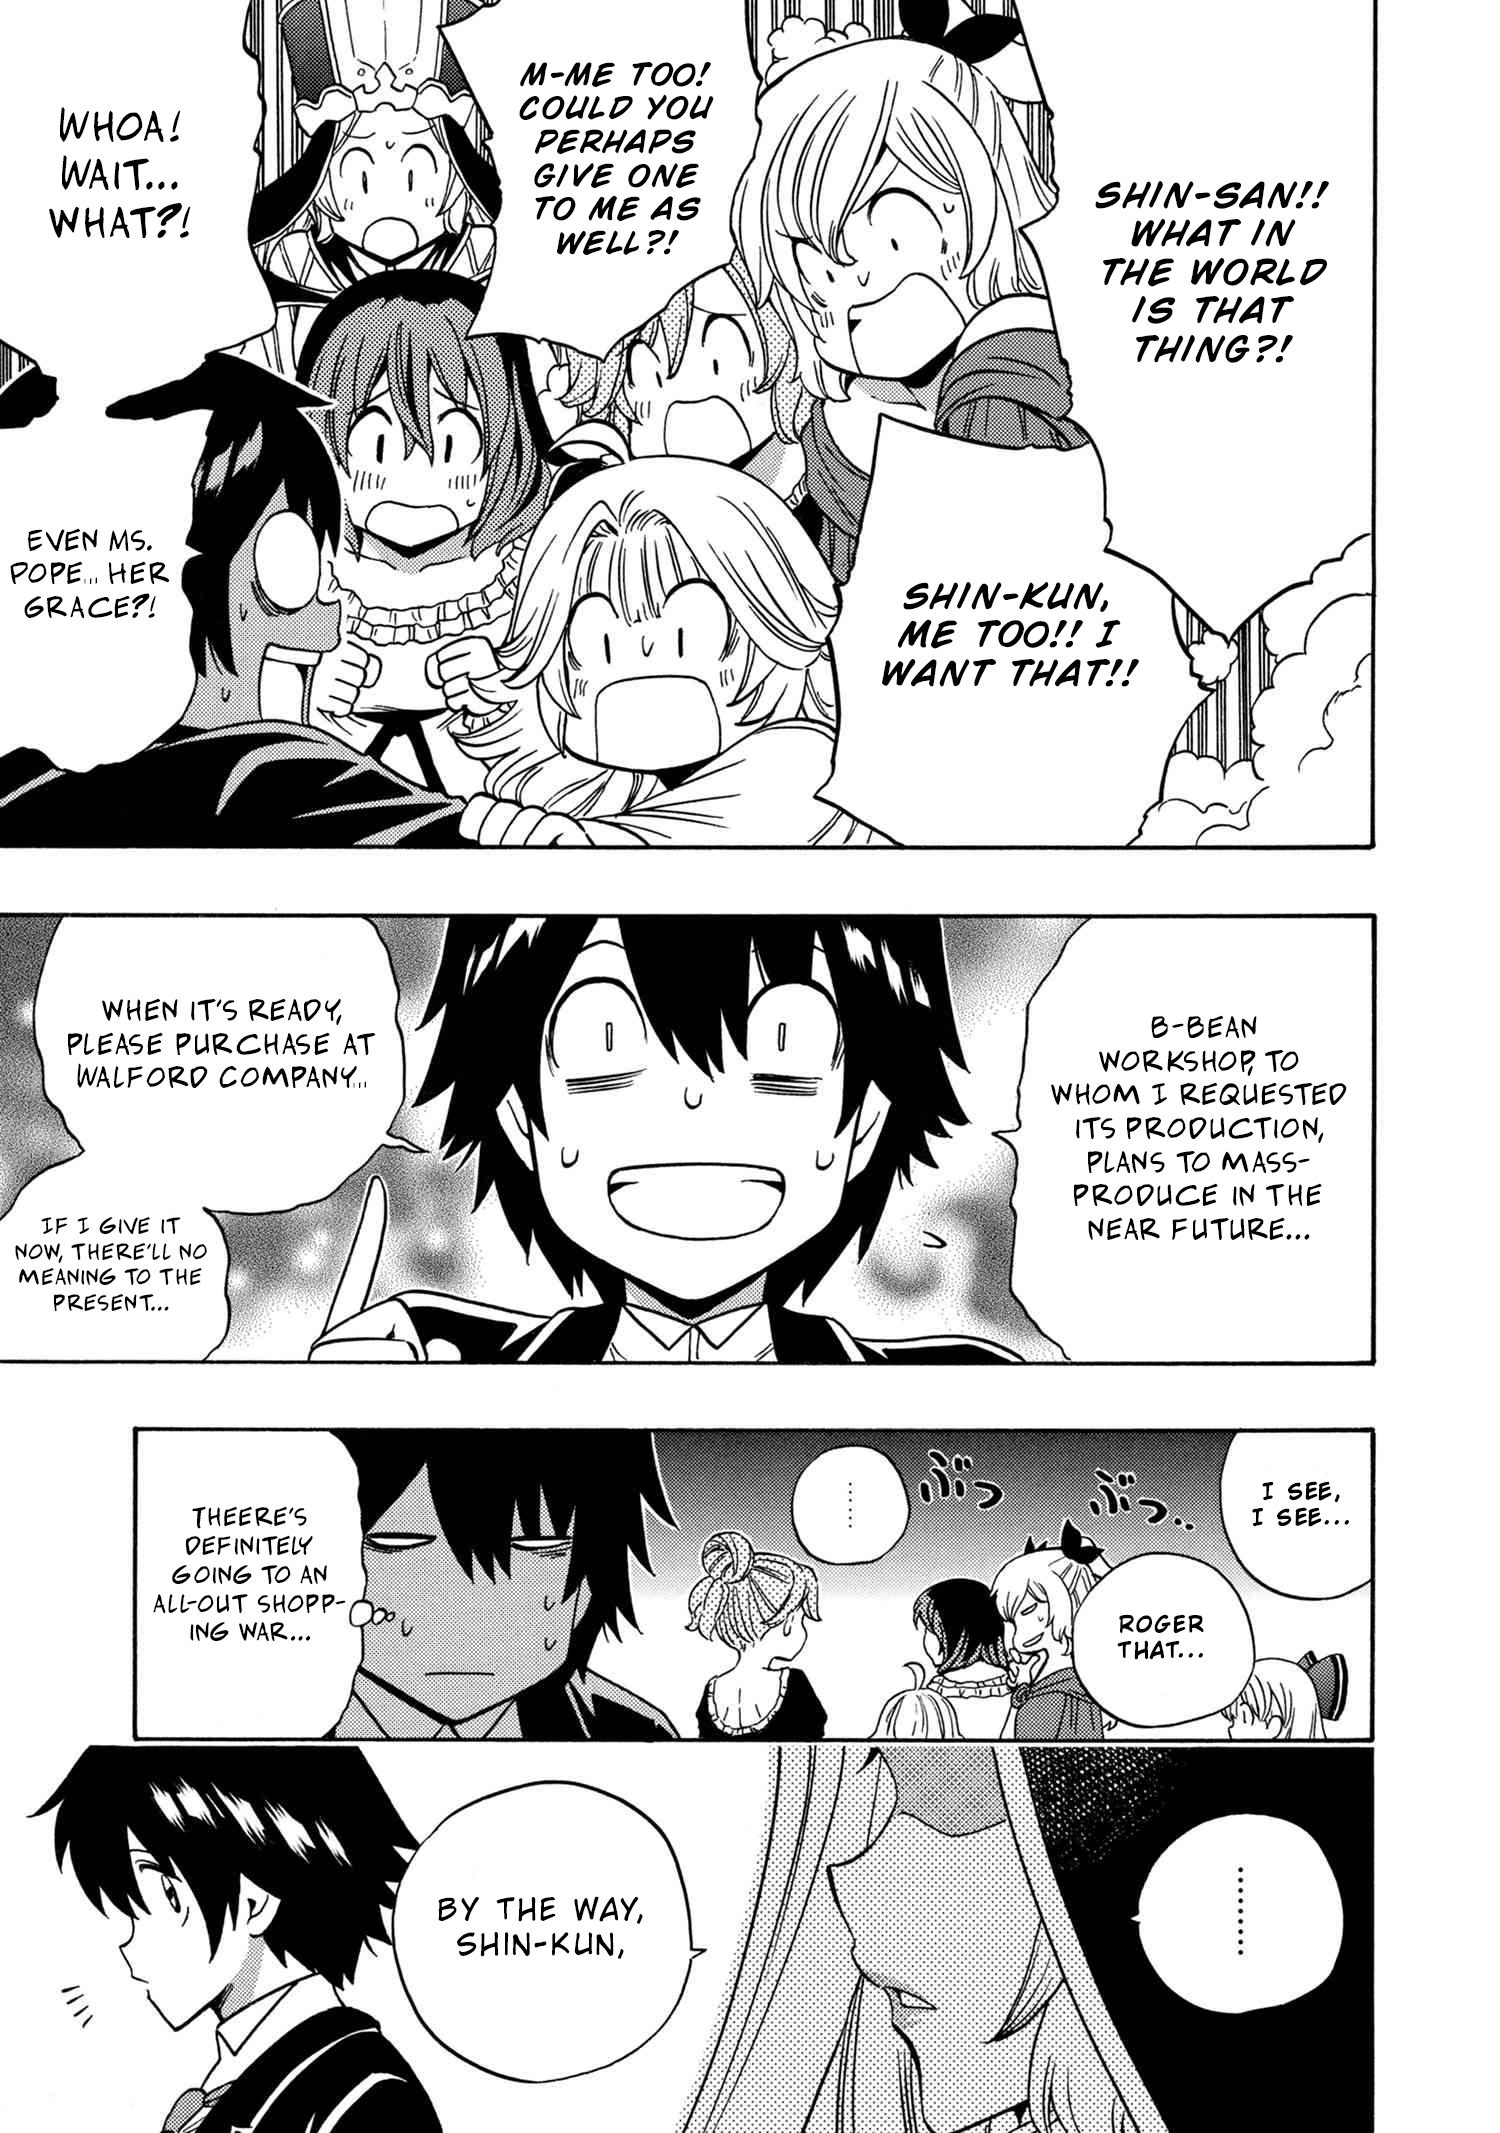 SHIN-SAN!!
WHAT IN
THE WORLD
IS THAT
THING?!
M-ME TOO!
COULD YOU
PERHAPS
GIVE ONE
TO ME AS
WELL?!
SHIN-KUN,
ME TOO!! I
WANT THAT!!
WHOA!
WAIT...
WHAT?!
EVEN MS.
POPE... HER
GRACE?!
B-BEAN
WORKSHOP, TO
WHOM I REQUESTED
ITS PRODUCTION,
PLANS TO MASS-
PRODUCE IN THE
NEAR FUTURE...
WHEN IT'S READY,
PLEASE PURCHASE AT
WALFORD COMPANY...
IF I GIVE IT
NOW, THERE'LL NO
MEANING TO THE
PRESENT...
I SEE,
I SEE...
ROGER
THAT...
ぶつ..
ぶつ
........
THEERE'S
DEFINITELY
GOING TO AN
ALL-OUT SHOPP-
ING WAR...
..........
BY THE WAY,
SHIN-KUN,